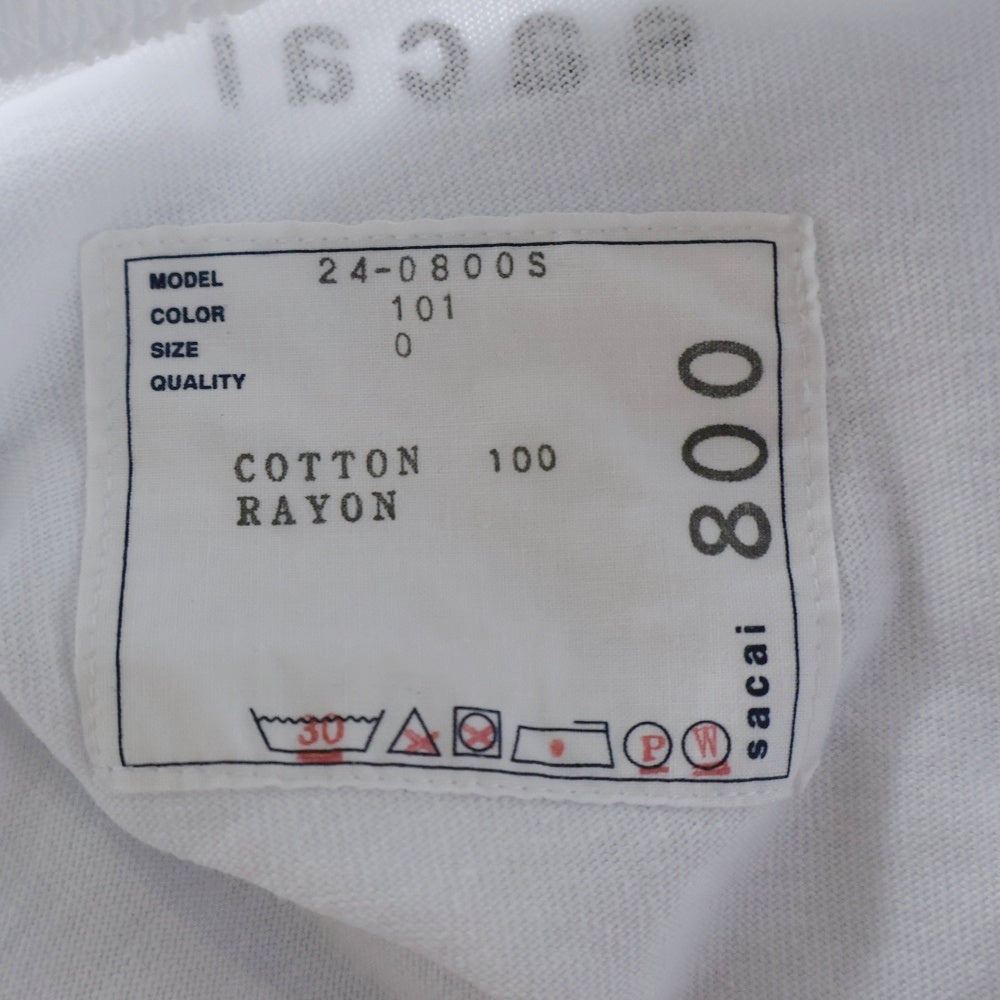 sacai
MODEL 24-0800S
COLOR 101
SIZE 0
QUALITY
COTTON 100
RAYON
800
sacai
30
P
W